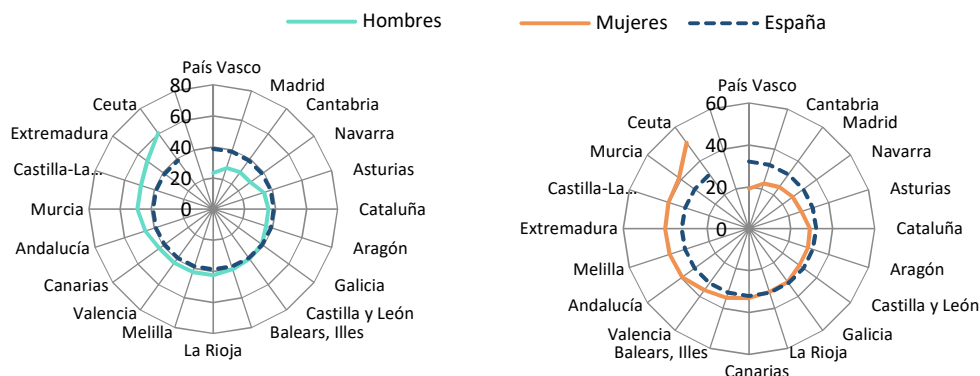 Hombres
Mujeres
España
País Vasco
Madrid
Cantabria
Navarra
Asturias
Cataluña
Aragón
Galicia
Castilla y León
Balears, Illes
La Rioja
Melilla
Valencia
Canarias
Andalucía
Murcia
Castilla-La...
Extremadura
Ceuta
80
60
40
20
0
País Vasco
Cantabria
Madrid
Navarra
Asturias
Cataluña
Aragón
Castilla y León
Galicia
La Rioja
Canarias
Balears, Illes
Valencia
Andalucía
Melilla
Extremadura
Castilla-La...
Murcia
Ceuta
60
40
20
0